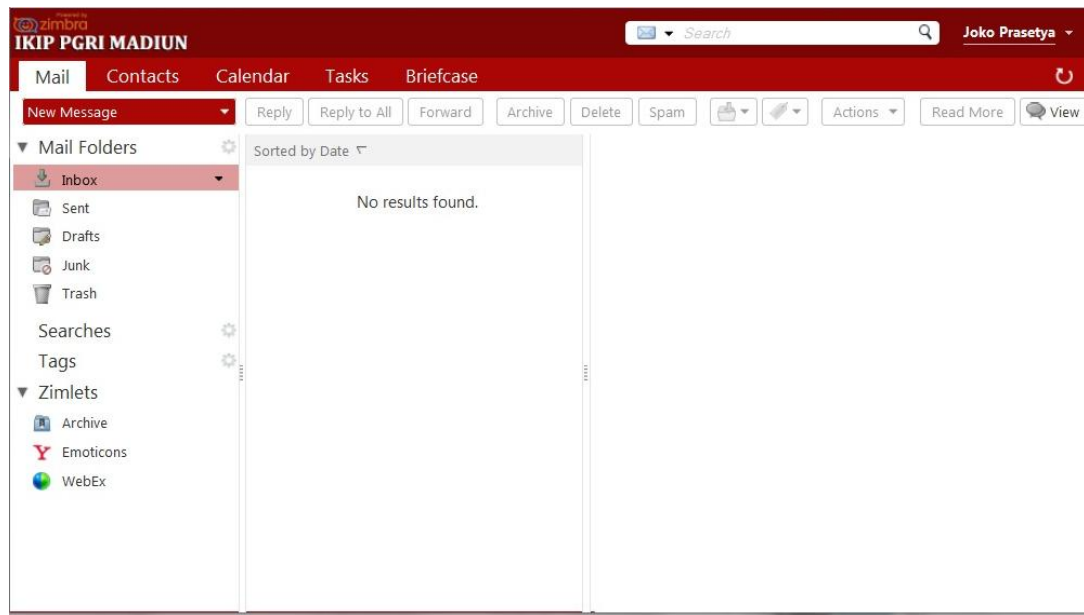 Powered by
zimbra
IKIP PGRI MADIUN
Search
Joko Prasetya
Mail Contacts Calendar Tasks Briefcase
New Message Reply Reply to All Forward Archive Delete Spam Actions Read More View
Mail Folders
Sorted by Date
Inbox
No results found.
Sent
Drafts
Junk
Trash
Searches
Tags
Zimlets
Archive
Emoticons
WebEx